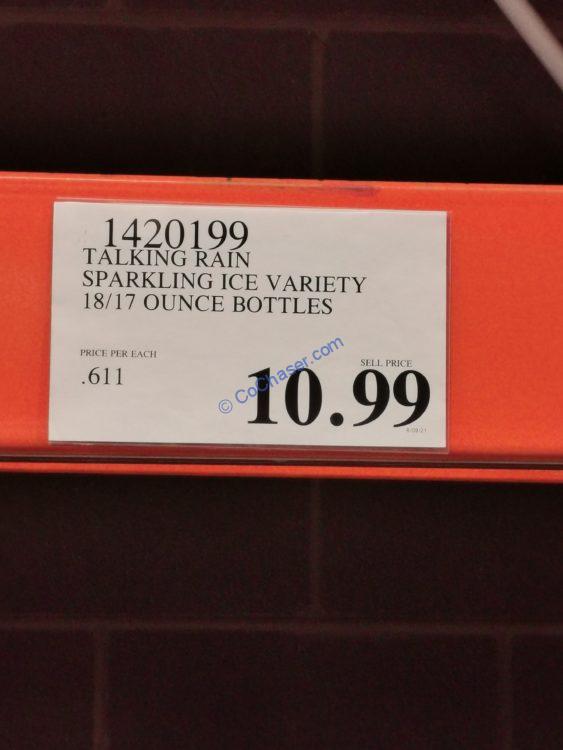 1420199
TALKING RAIN
SPARKLING ICE VARIETY
18/17 OUNCE BOTTLES
PRICE PER EACH
.611
SELL PRICE
10.99
© CoChaser.com